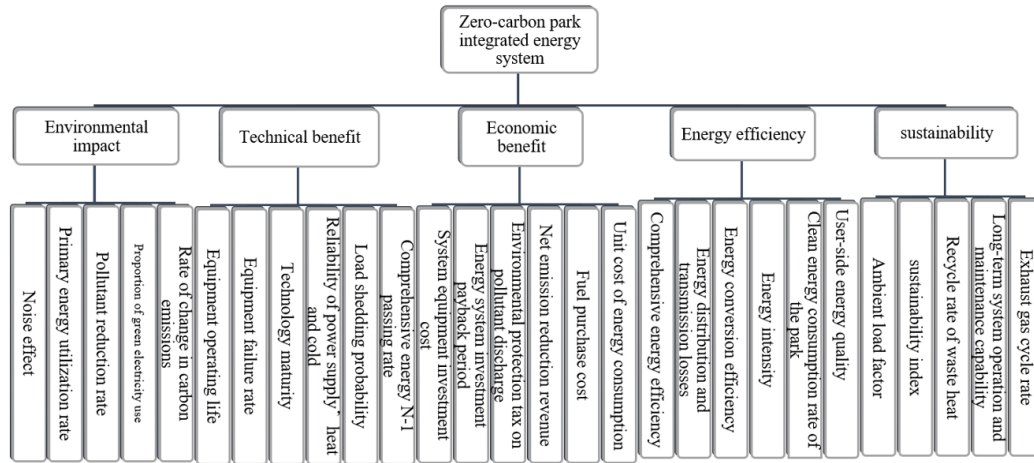 Zero-carbon park
integrated energy
system
Environmental
impact
Technical benefit
Economic
benefit
Energy efficiency
sustainability
Noise effect
Primary energy utilization rate
Pollutant reduction rate
Proportion of green electricity use
Rate of change in carbon
emissions
Equipment operating life
Equipment failure rate
Technology maturity
Reliability of power supply、heat
and cold
Load shedding probability
Comprehensive energy N-1
passing rate
System equipment investment
cost
Energy system investment
payback period
Environmental protection tax on
pollutant discharge
Net emission reduction revenue
Fuel purchase cost
Unit cost of energy consumption
Comprehensive energy efficiency
Energy distribution and
transmission losses
Energy conversion efficiency
Energy intensity
Clean energy consumption rate of
the park
User-side energy quality
Ambient load factor
sustainability index
Recycle rate of waste heat
Long-term system operation and
maintenance capability
Exhaust gas cycle rate